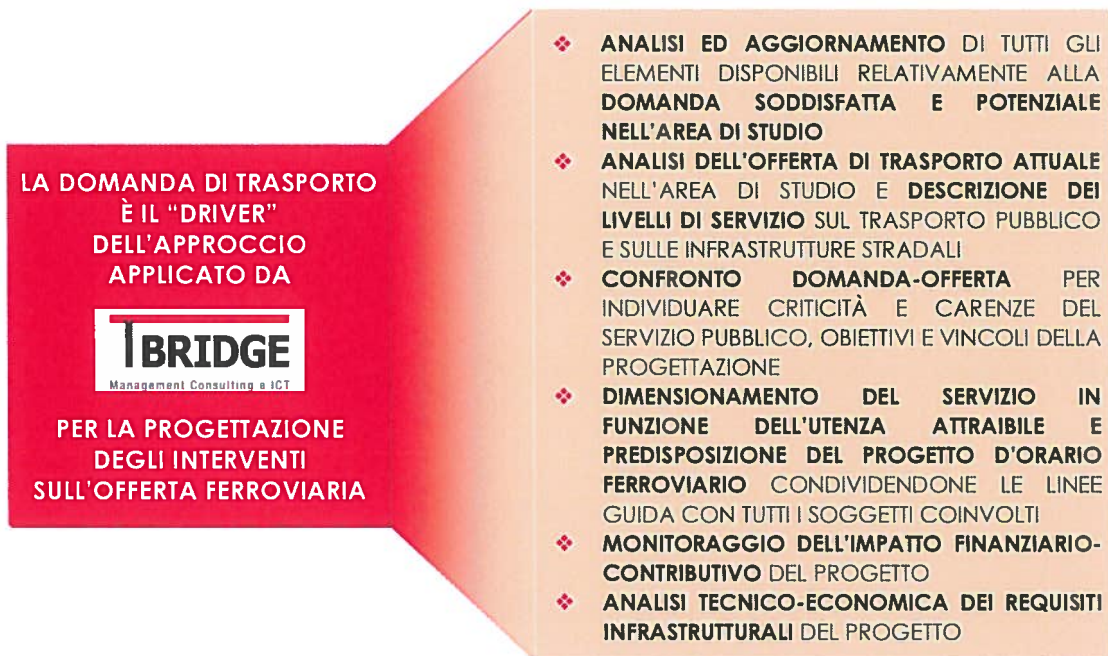 LA DOMANDA DI TRASPORTO
È IL “DRIVER”
DELL’APPROCCIO
APPLICATO DA
TBRIDGE
Management Consulting e ICT
PER LA PROGETTAZIONE
DEGLI INTERVENTI
SULL’OFFERTA FERROVIARIA
❖ ANALISI ED AGGIORNAMENTO DI TUTTI GLI
ELEMENTI DISPONIBILI RELATIVAMENTE ALLA
DOMANDA SODDISFATTA E POTENZIALE
NELL’AREA DI STUDIO
❖ ANALISI DELL’OFFERTA DI TRASPORTO ATTUALE
NELL’AREA DI STUDIO E DESCRIZIONE DEI
LIVELLI DI SERVIZIO SUL TRASPORTO PUBBLICO
E SULLE INFRASTRUTTURE STRADALI
❖ CONFRONTO DOMANDA-OFFERTA PER
INDIVIDUARE CRITICITÀ E CARENZE DEL
SERVIZIO PUBBLICO, OBIETTIVI E VINCOLI DELLA
PROGETTAZIONE
❖ DIMENSIONAMENTO DEL SERVIZIO IN
FUNZIONE DELL’UTENZA ATTRAIBILE E
PREDISPOSIZIONE DEL PROGETTO D’ORARIO
FERROVIARIO CONDIVIDENDONE LE LINEE
GUIDA CON TUTTI I SOGGETTI COINVOLTI
❖ MONITORAGGIO DELL’IMPATTO FINANZIARIO-
CONTRIBUTIVO DEL PROGETTO
❖ ANALISI TECNICO-ECONOMICA DEI REQUISITI
INFRASTRUTTURALI DEL PROGETTO